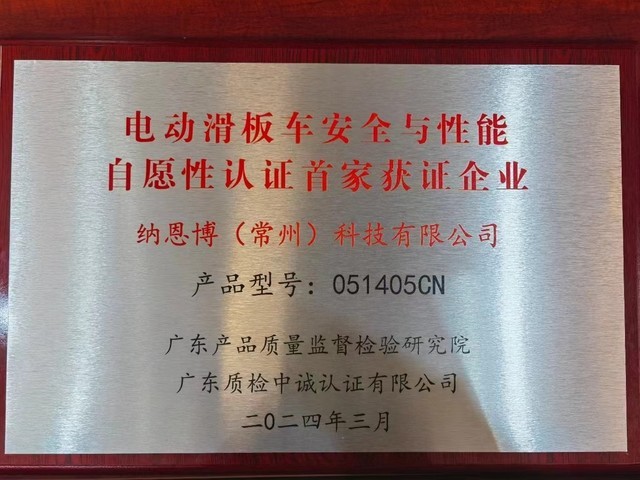 电动滑板车安全与性能
自愿性认证首家获证企业
纳恩博（常州）科技有限公司
产品型号：051405CN
广东产品质量监督检验研究院
广东质检中诚认证有限公司
二〇二四年三月